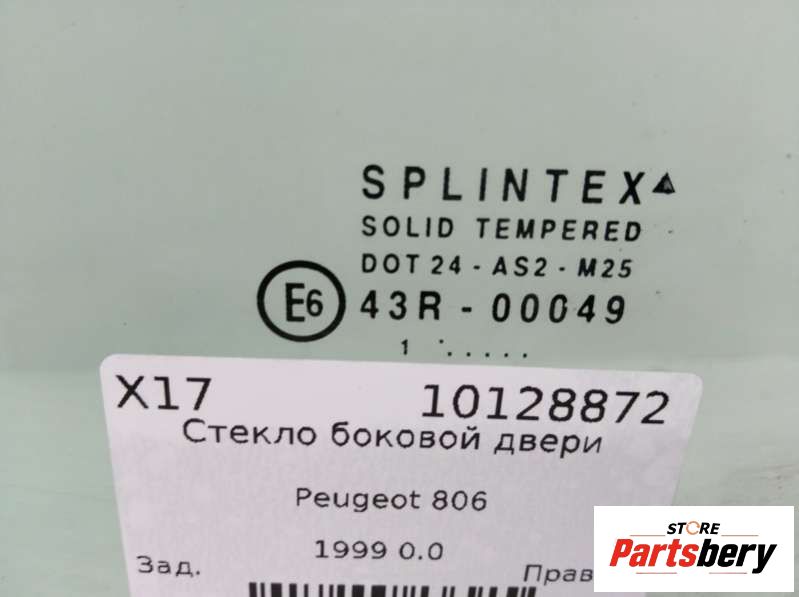 SPLINTEX
SOLID TEMPERED
DOT 24 - AS2 - M25
E6 43R - 00049
1 . . . . . .
X17 10128872
Стекло боковой двери
Peugeot 806
1999 0.0
Зад. Прав
STORE
Partsbery